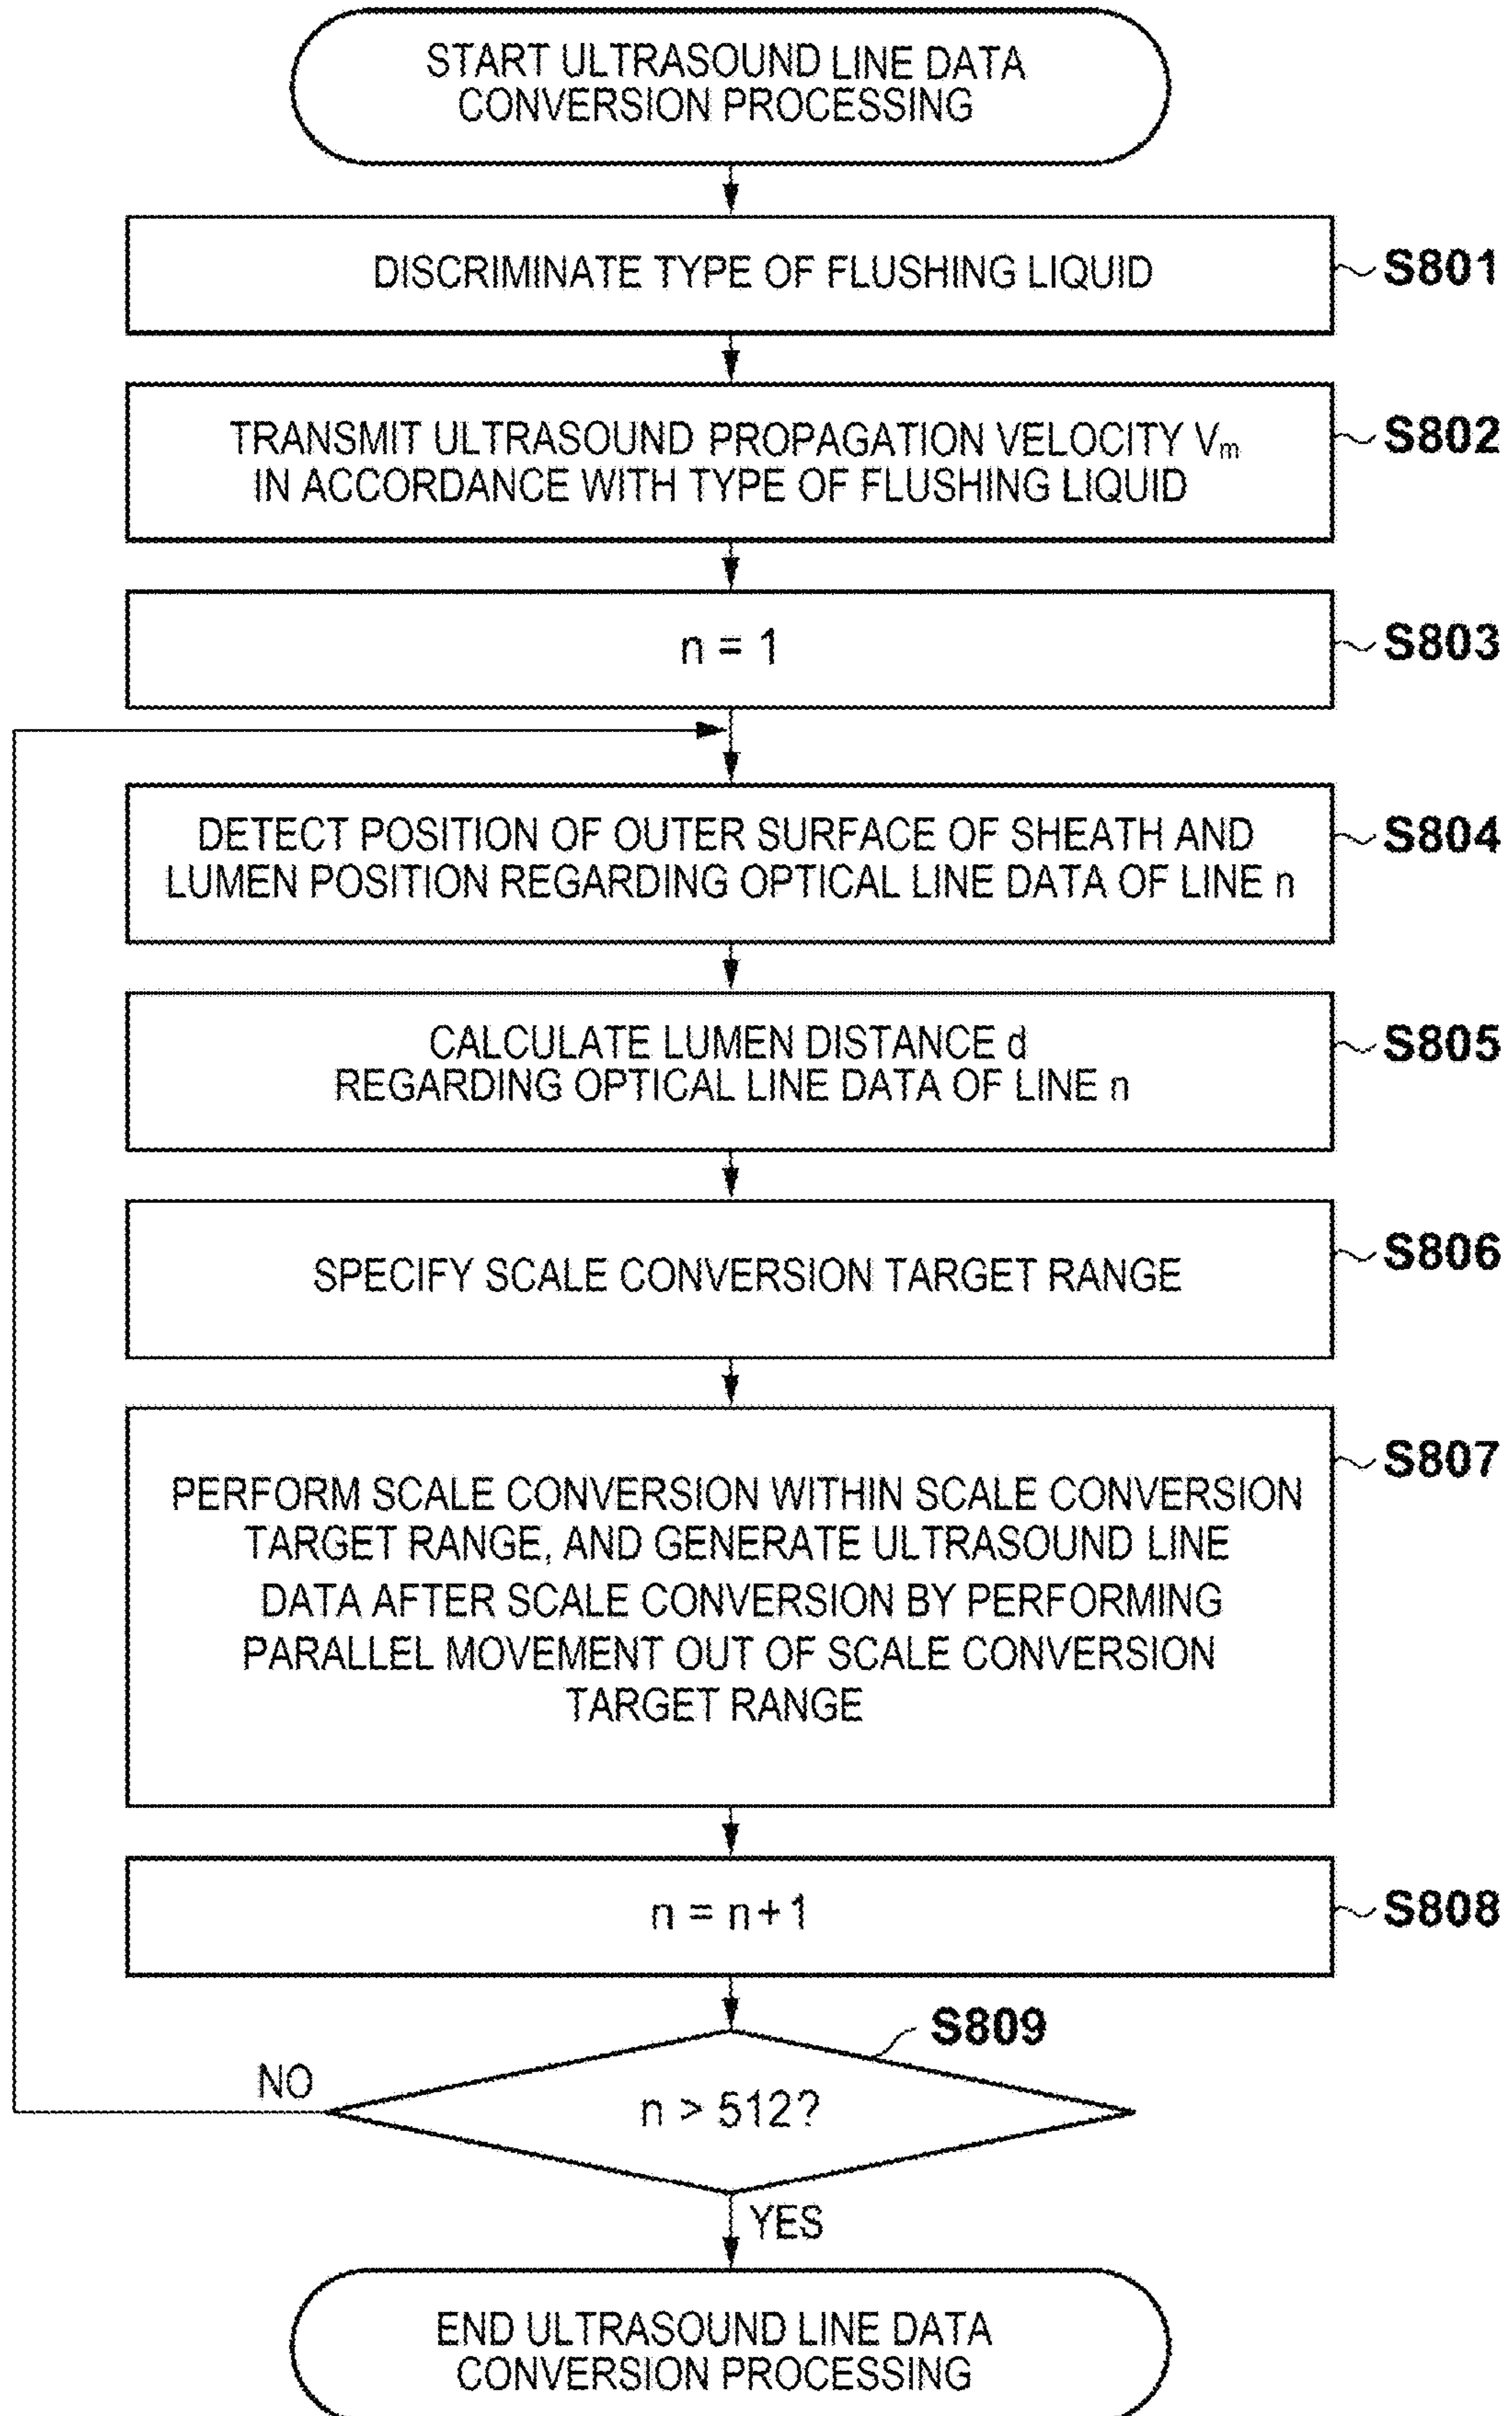 START ULTRASOUND LINE DATA
CONVERSION PROCESSING
DISCRIMINATE TYPE OF FLUSHING LIQUID
S801
TRANSMIT ULTRASOUND PROPAGATION VELOCITY Vm
IN ACCORDANCE WITH TYPE OF FLUSHING LIQUID
S802
n = 1
S803
DETECT POSITION OF OUTER SURFACE OF SHEATH AND
LUMEN POSITION REGARDING OPTICAL LINE DATA OF LINE n
S804
CALCULATE LUMEN DISTANCE d
REGARDING OPTICAL LINE DATA OF LINE n
S805
SPECIFY SCALE CONVERSION TARGET RANGE
S806
PERFORM SCALE CONVERSION WITHIN SCALE CONVERSION
TARGET RANGE, AND GENERATE ULTRASOUND LINE
DATA AFTER SCALE CONVERSION BY PERFORMING
PARALLEL MOVEMENT OUT OF SCALE CONVERSION
TARGET RANGE
S807
n = n+1
S808
S809
NO
n > 512?
YES
END ULTRASOUND LINE DATA
CONVERSION PROCESSING